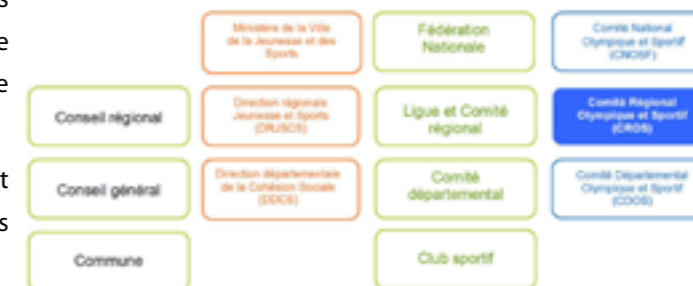 s
Ministère de la Ville
de la Jeunesse et des
Sports
Fédération
Nationale
Comité National
Olympique et Sportif
(CNOSF)
e
e
Conseil régional
Direction régionale
Jeunesse et Sports
(DRJSCS)
Ligue et Comité
régional
Comité Régional
Olympique et Sportif
(CROS)
t
Conseil général
Direction départementale
de la Cohésion Sociale
(DDCS)
Comité
départemental
Comité Départemental
Olympique et Sportif
(CDOS)
s
Commune
Club sportif